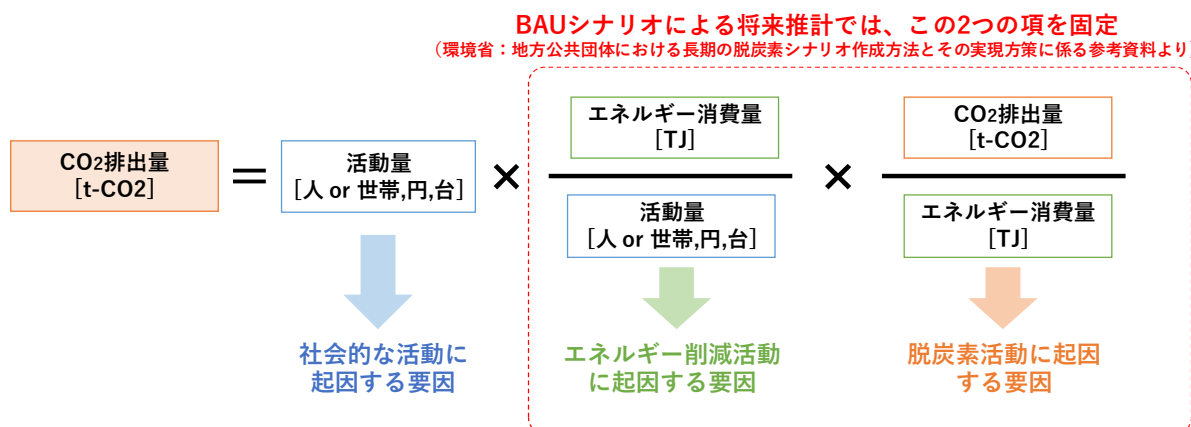 BAUシナリオによる将来推計では、この2つの項を固定
（環境省：地方公共団体における長期の脱炭素シナリオ作成方法とその実現方策に係る参考資料より）
CO2排出量
[t-CO2]
＝
活動量
[人 or 世帯,円,台]
×
エネルギー消費量
[TJ]
活動量
[人 or 世帯,円,台]
×
CO2排出量
[t-CO2]
エネルギー消費量
[TJ]
社会的な活動に
起因する要因
エネルギー削減活動
に起因する要因
脱炭素活動に起因
する要因